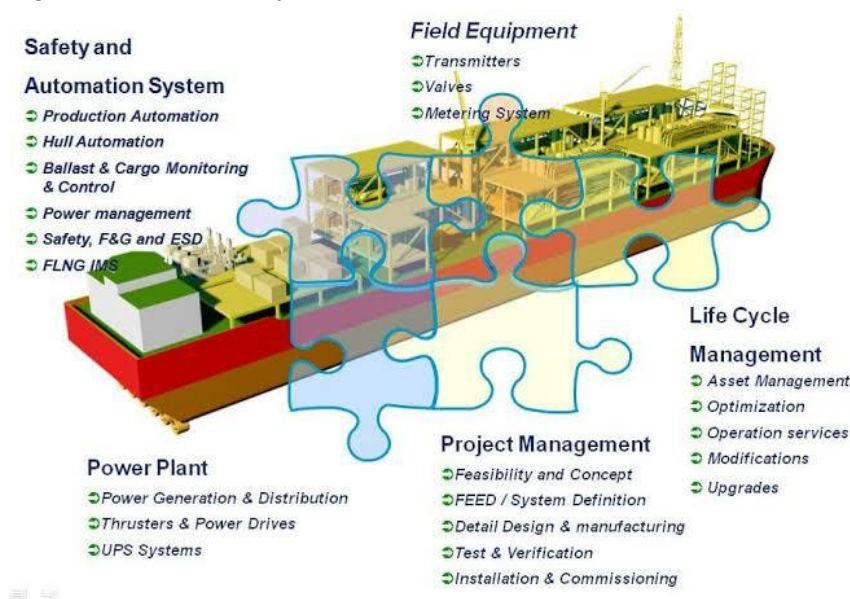 Safety and
Automation System
Production Automation
Hull Automation
Ballast & Cargo Monitoring
& Control
Power management
Safety, F&G and ESD
FLNG IMS
Field Equipment
Transmitters
Valves
Metering System
Life Cycle
Management
Asset Management
Optimization
Operation services
Modifications
Upgrades
Power Plant
Power Generation & Distribution
Thrusters & Power Drives
UPS Systems
Project Management
Feasibility and Concept
FEED / System Definition
Detail Design & manufacturing
Test & Verification
Installation & Commissioning